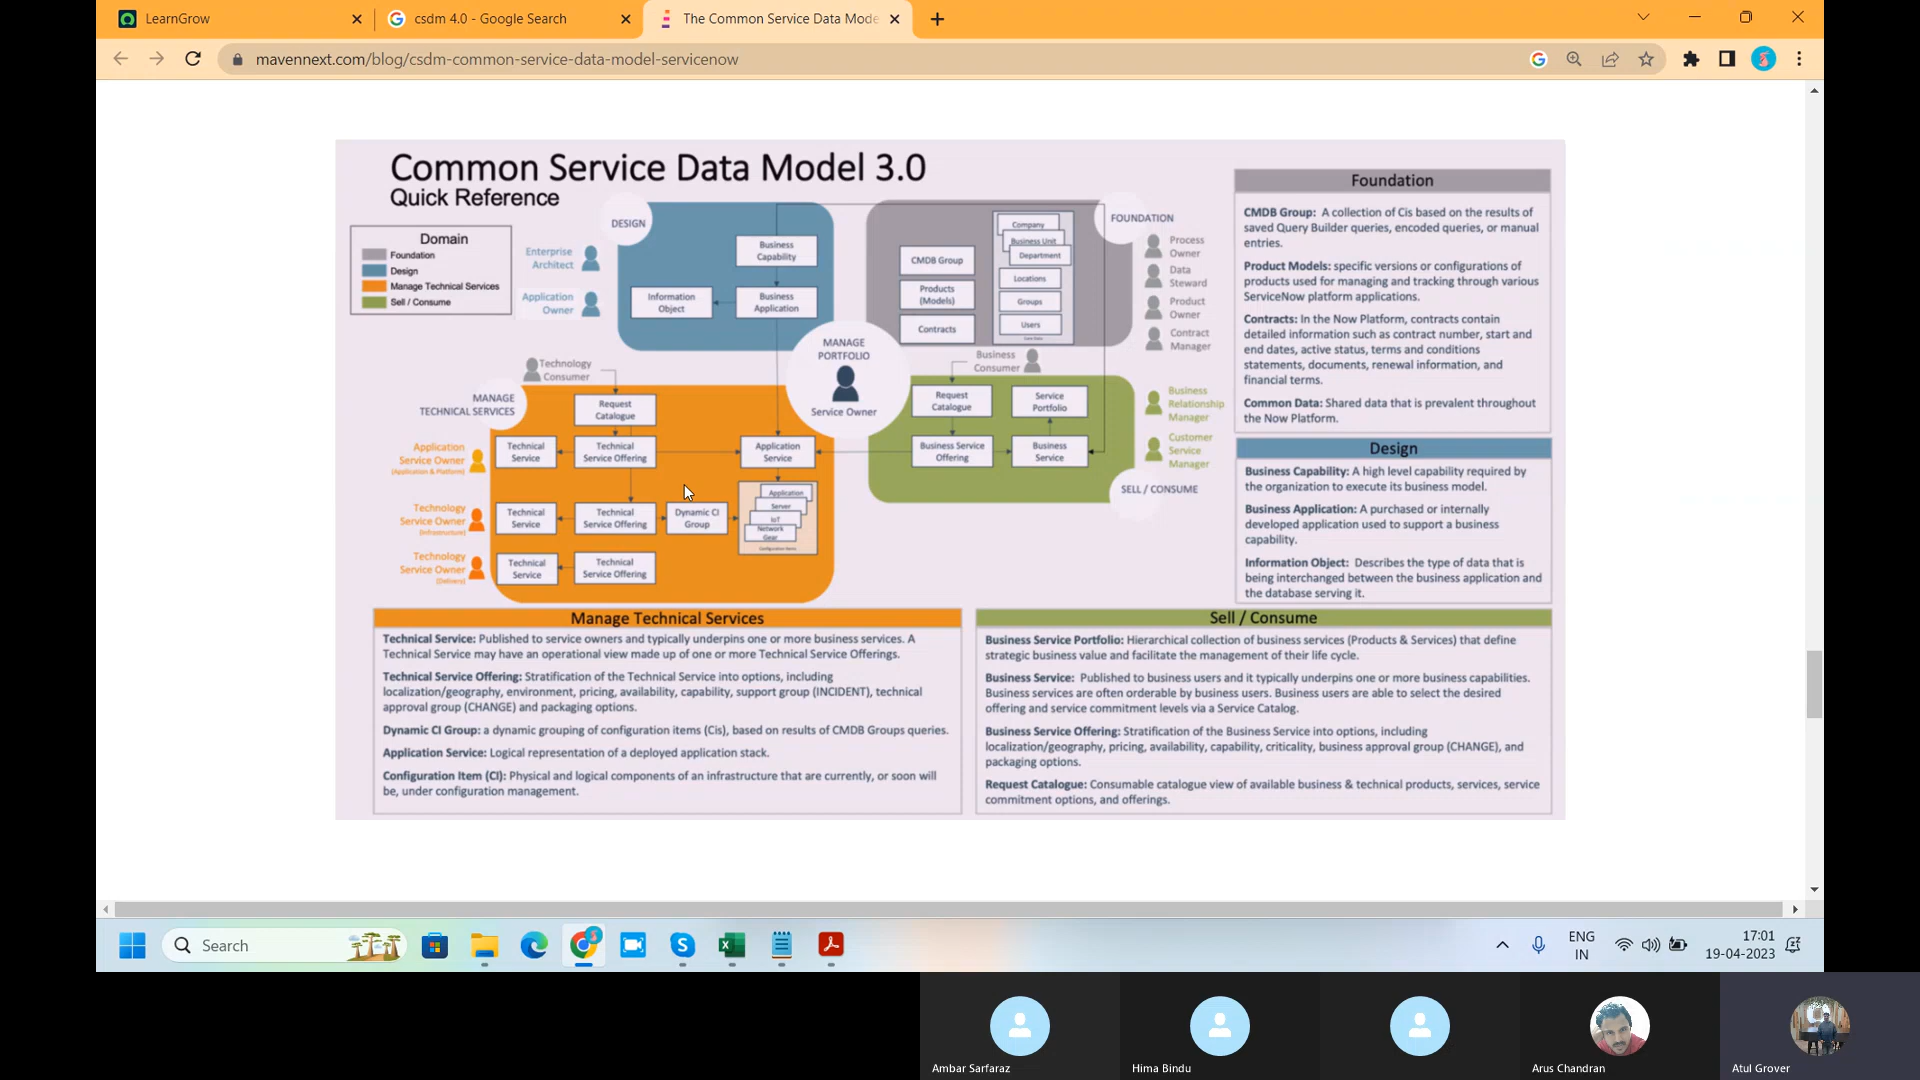 LearnGrow
csdm 4.0 - Google Search
The Common Service Data Mode
mavennext.com/blog/csdm-common-service-data-model-servicenow
Common Service Data Model 3.0
Quick Reference
Domain
Foundation
Design
Manage Technical Services
Sell / Consume
DESIGN
Enterprise
Architect
Application
Owner
Business
Capability
Information
Object
Business
Application
FOUNDATION
CMDB Group
Products
(Models)
Contracts
Company
Business Unit
Department
Locations
Groups
Users
Process
Owner
Data
Steward
Product
Owner
Contract
Manager
MANAGE
PORTFOLIO
Service Owner
Technology
Consumer
MANAGE
TECHNICAL SERVICES
Request
Catalogue
Application
Service Owner
(Application & Platform)
Technical
Service
Technical
Service Offering
Application
Service
Technology
Service Owner
(Infrastructure)
Technical
Service
Technical
Service Offering
Dynamic CI
Group
Application
Server
IoT
Network
Gear
Configuration Items
Technology
Service Owner
(Delivery)
Technical
Service
Technical
Service Offering
Business
Consumer
Request
Catalogue
Service
Portfolio
Business Service
Offering
Business
Service
Business
Relationship
Manager
Customer
Service
Manager
SELL / CONSUME
Foundation
CMDB Group: A collection of Cis based on the results of
saved Query Builder queries, encoded queries, or manual
entries.
Product Models: specific versions or configurations of
products used for managing and tracking through various
ServiceNow platform applications.
Contracts: In the Now Platform, contracts contain
detailed information such as contract number, start and
end dates, active status, terms and conditions
statements, documents, renewal information, and
financial terms.
Common Data: Shared data that is prevalent throughout
the Now Platform.
Design
Business Capability: A high level capability required by
the organization to execute its business model.
Business Application: A purchased or internally
developed application used to support a business
capability.
Information Object: Describes the type of data that is
being interchanged between the business application and
the database serving it.
Manage Technical Services
Technical Service: Published to service owners and typically underpins one or more business services. A
Technical Service may have an operational view made up of one or more Technical Service Offerings.
Technical Service Offering: Stratification of the Technical Service into options, including
localization/geography, environment, pricing, availability, capability, support group (INCIDENT), technical
approval group (CHANGE) and packaging options.
Dynamic CI Group: a dynamic grouping of configuration items (Cis), based on results of CMDB Groups queries.
Application Service: Logical representation of a deployed application stack.
Configuration Item (CI): Physical and logical components of an infrastructure that are currently, or soon will
be, under configuration management.
Sell / Consume
Business Service Portfolio: Hierarchical collection of business services (Products & Services) that define
strategic business value and facilitate the management of their life cycle.
Business Service: Published to business users and it typically underpins one or more business capabilities.
Business services are often orderable by business users. Business users are able to select the desired
offering and service commitment levels via a Service Catalog.
Business Service Offering: Stratification of the Business Service into options, including
localization/geography, pricing, availability, capability, criticality, business approval group (CHANGE), and
packaging options.
Request Catalogue: Consumable catalogue view of available business & technical products, services, service
commitment options, and offerings.
Search
ENG
IN
17:01
19-04-2023
Ambar Sarfaraz
Hima Bindu
Arus Chandran
Atul Grover